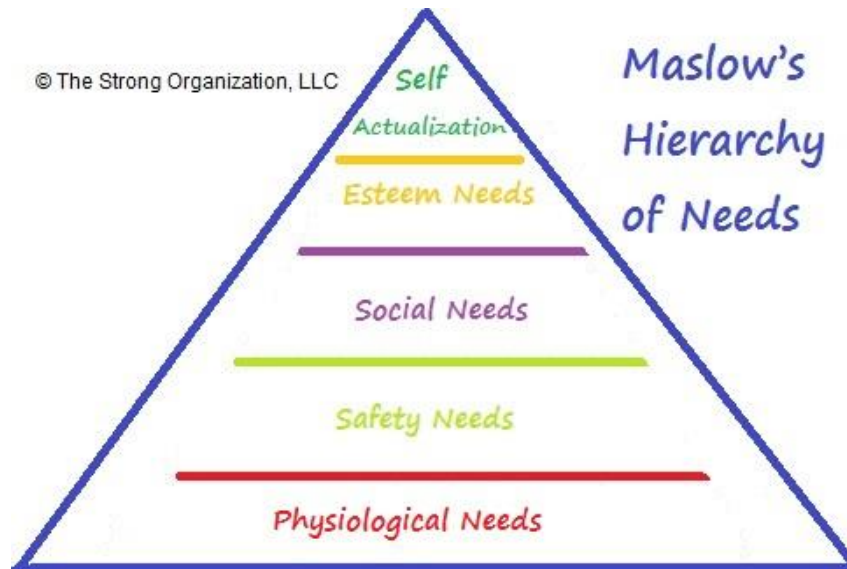 © The Strong Organization, LLC
Maslow's
Hierarchy
of Needs
Self
Actualization
Esteem Needs
Social Needs
Safety Needs
Physiological Needs